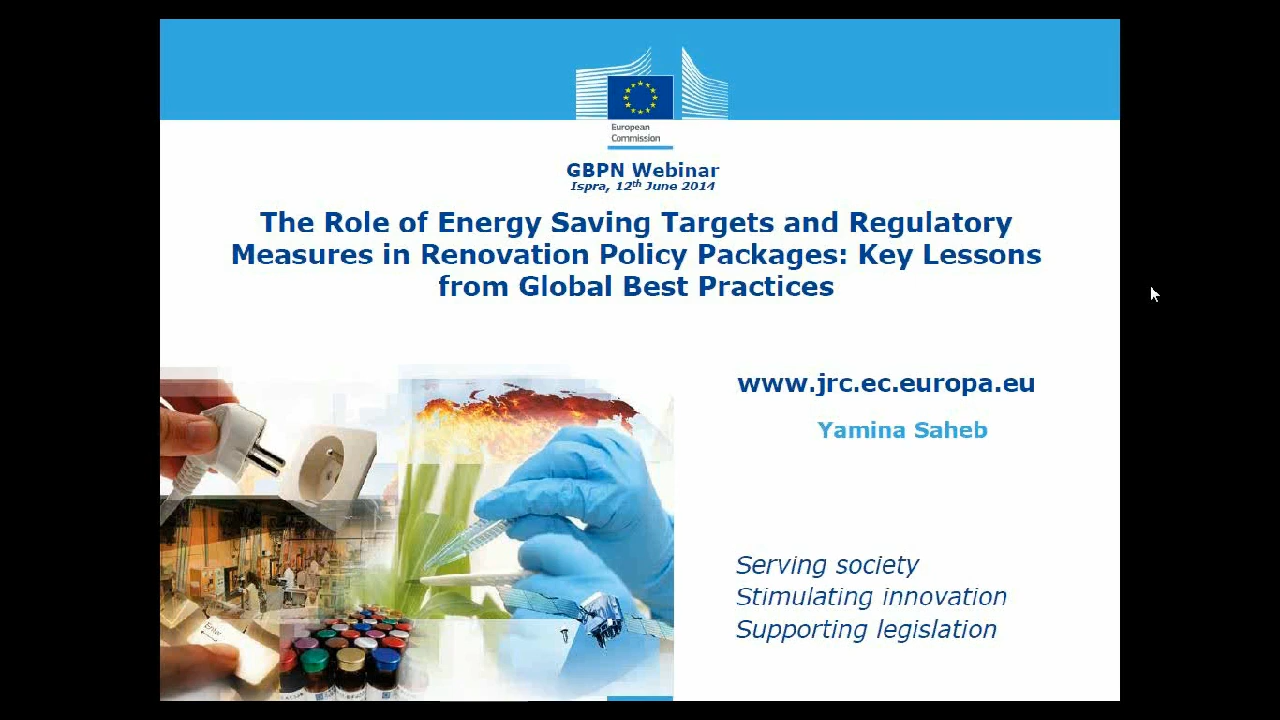 European
Commission
GBPN Webinar
Ispra, 12th June 2014
The Role of Energy Saving Targets and Regulatory
Measures in Renovation Policy Packages: Key Lessons
from Global Best Practices
www.jrc.ec.europa.eu
Yamina Saheb
Serving society
Stimulating innovation
Supporting legislation
Enter